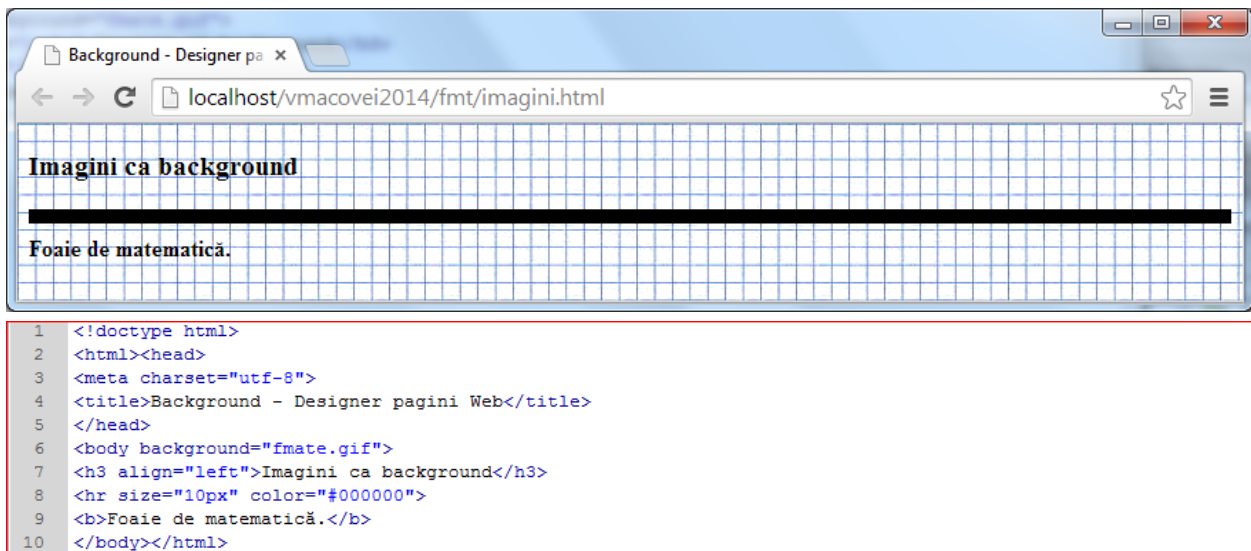 Background - Designer pa
localhost/vmacovei2014/fmt/imagini.html
Imagini ca background
Foaie de matematică.
1 <!doctype html>
2 <html><head>
3 <meta charset="utf-8">
4 <title>Background - Designer pagini Web</title>
5 </head>
6 <body background="fmate.gif">
7 <h3 align="left">Imagini ca background</h3>
8 <hr size="10px" color="#000000">
9 <b>Foaie de matematică.</b>
10 </body></html>